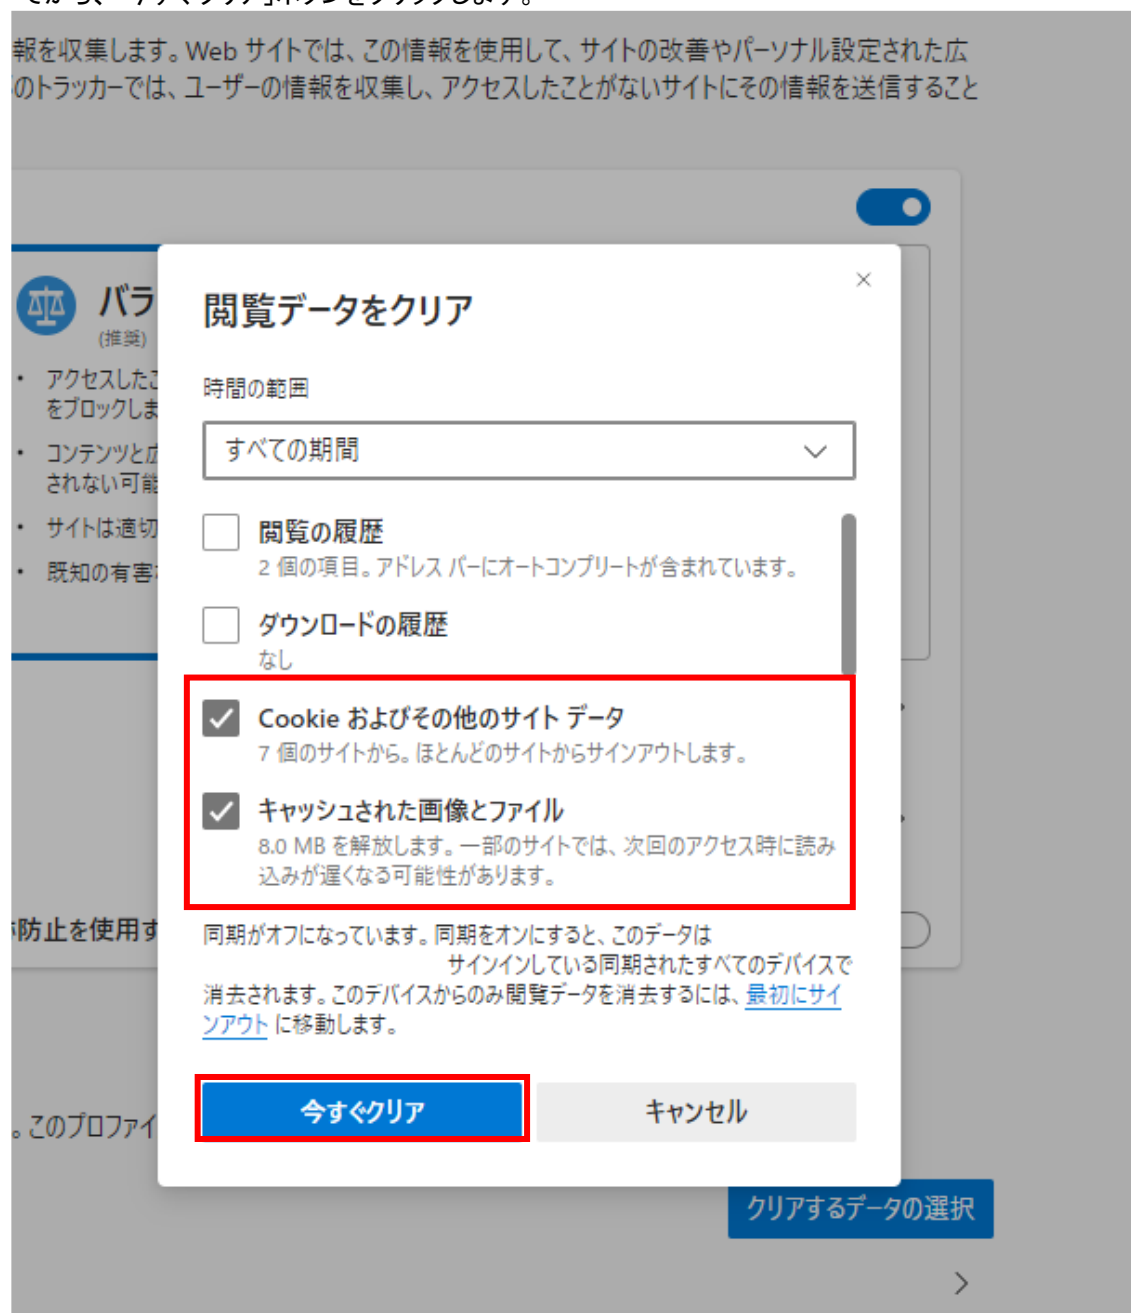 てから、
クリア」ボタンをクリックします。
報を収集します。Web サイトでは、この情報を使用して、サイトの改善やパーソナル設定された広
のトラッカーでは、ユーザーの情報を収集し、アクセスしたことがないサイトにその情報を送信すること
バラ
(推奨)
・ アクセスしたこ
をブロックしま
・ コンテンツと広
されない可能
・ サイトは適切
・ 既知の有害
閲覧データをクリア
時間の範囲
すべての期間
閲覧の履歴
2 個の項目。アドレス バーにオートコンプリートが含まれています。
ダウンロードの履歴
なし
Cookie およびその他のサイト データ
7 個のサイトから。ほとんどのサイトからサインアウトします。
キャッシュされた画像とファイル
8.0 MB を解放します。一部のサイトでは、次回のアクセス時に読み
込みが遅くなる可能性があります。
防止を使用す
同期がオフになっています。同期をオンにすると、このデータは
サインインしている同期されたすべてのデバイスで
消去されます。このデバイスからのみ閲覧データを消去するには、最初にサイ
ンアウト に移動します。
今すぐクリア
キャンセル
。このプロファイ
クリアするデータの選択